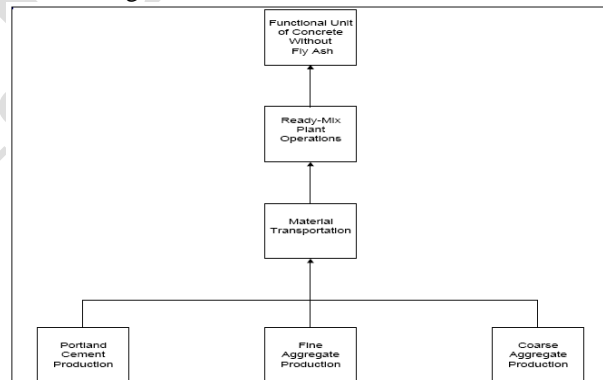 Functional Unit
of Concrete
Without
Fly Ash
Ready-Mix
Plant
Operations
Material
Transportation
Portland
Cement
Production
Fine
Aggregate
Production
Coarse
Aggregate
Production